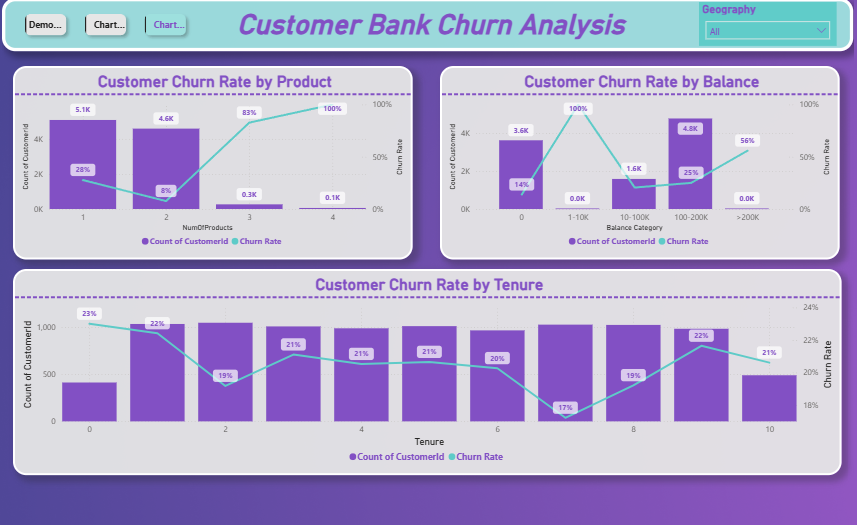 Demo...
Chart...
Chart...
Customer Bank Churn Analysis
Geography
All
Customer Churn Rate by Product
Count of CustomerId
4K
2K
0K
5.1K
4.6K
0.3K
0.1K
28%
8%
83%
100%
100%
50%
0%
Churn Rate
1
2
3
4
NumOfProducts
Count of CustomerId
Churn Rate
Customer Churn Rate by Balance
Count of CustomerId
4K
2K
0K
3.6K
0.0K
1.6K
4.8K
0.0K
14%
100%
25%
56%
100%
50%
0%
Churn Rate
0
1-10K
10-100K
100-200K
>200K
Balance Category
Count of CustomerId
Churn Rate
Customer Churn Rate by Tenure
Count of CustomerId
1,000
500
0
23%
22%
19%
21%
21%
21%
20%
17%
19%
22%
21%
24%
22%
20%
18%
Churn Rate
0
2
4
6
8
10
Tenure
Count of CustomerId
Churn Rate